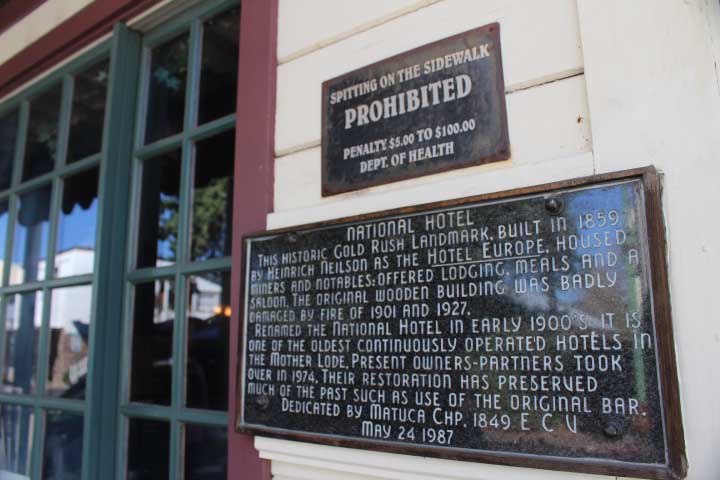 SPITTING ON THE SIDEWALK
PROHIBITED
PENALTY $5.00 TO $100.00
DEPT. OF HEALTH
NATIONAL HOTEL
THIS HISTORIC GOLD RUSH LANDMARK, BUILT IN 1859
BY HEINRICH NEILSON AS THE HOTEL EUROPE, HOUSED
MINERS AND NOTABLES: OFFERED LODGING, MEALS AND A
SALOON. THE ORIGINAL WOODEN BUILDING WAS BADLY
DAMAGED BY FIRE OF 1901 AND 1927.
RENAMED THE NATIONAL HOTEL IN EARLY 1900'S. IT IS
ONE OF THE OLDEST CONTINUOUSLY OPERATED HOTELS IN
THE MOTHER LODE, PRESENT OWNERS-PARTNERS TOOK
OVER IN 1974, THEIR RESTORATION HAS PRESERVED
MUCH OF THE PAST SUCH AS USE OF THE ORIGINAL BAR.
DEDICATED BY MATUCA CHP. 1849 E C V
MAY 24 1987